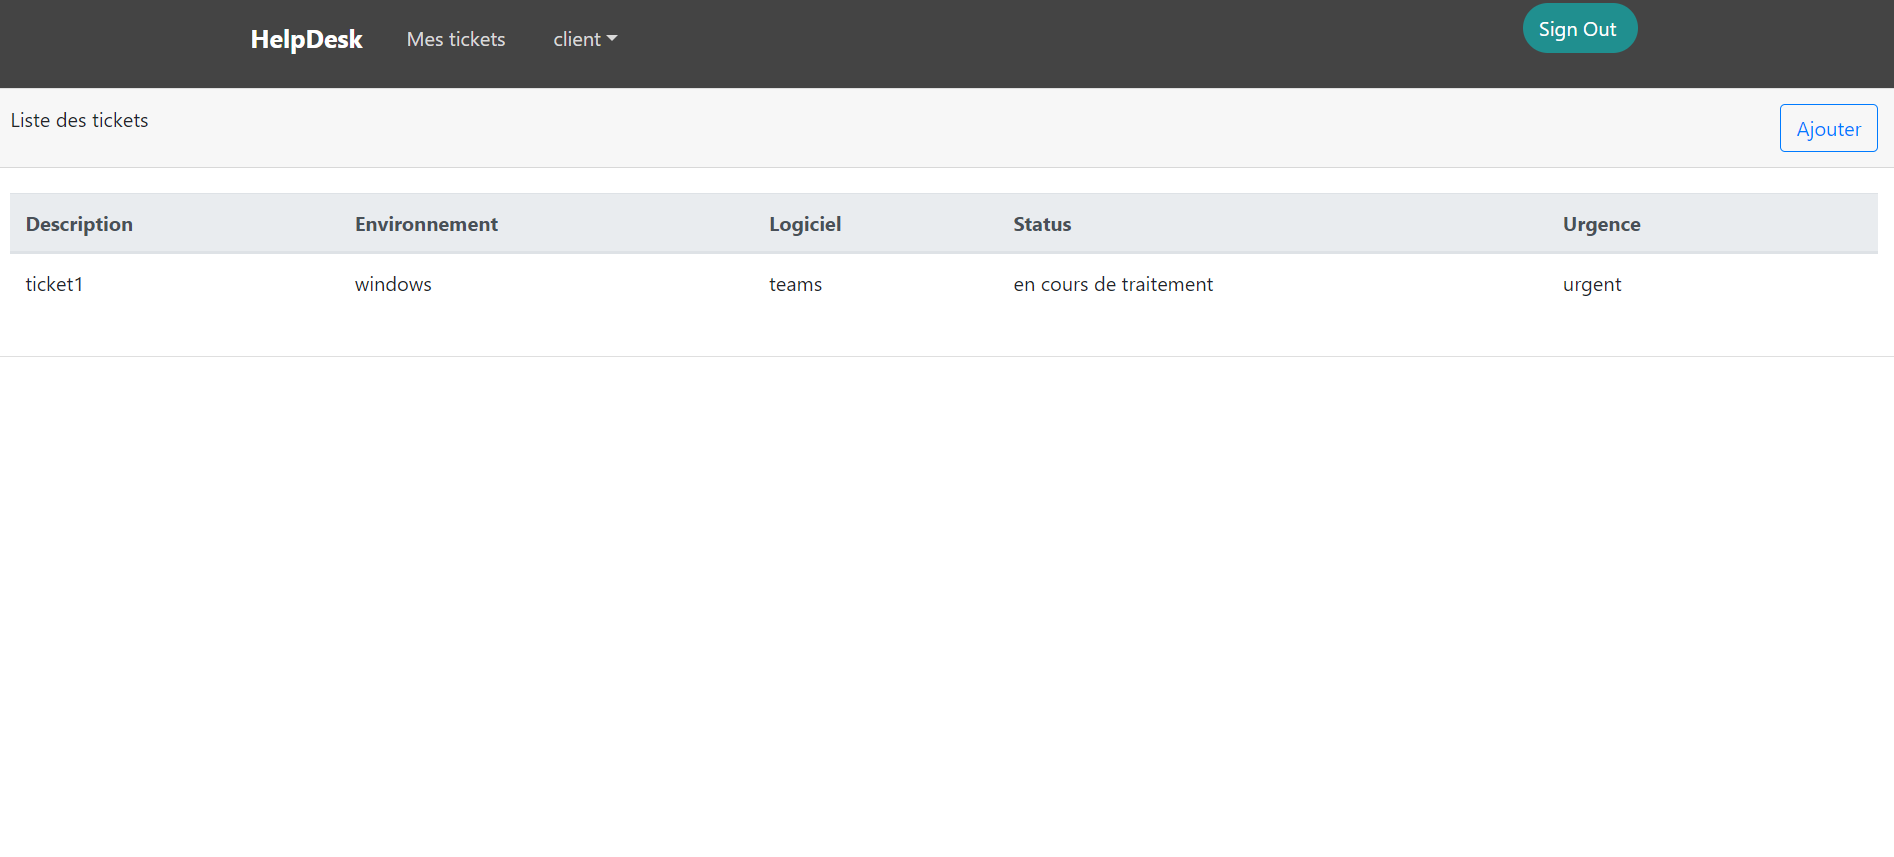 HelpDesk Mes tickets client Sign Out
Liste des tickets Ajouter
Description Environnement Logiciel Status Urgence
ticket1 windows teams en cours de traitement urgent